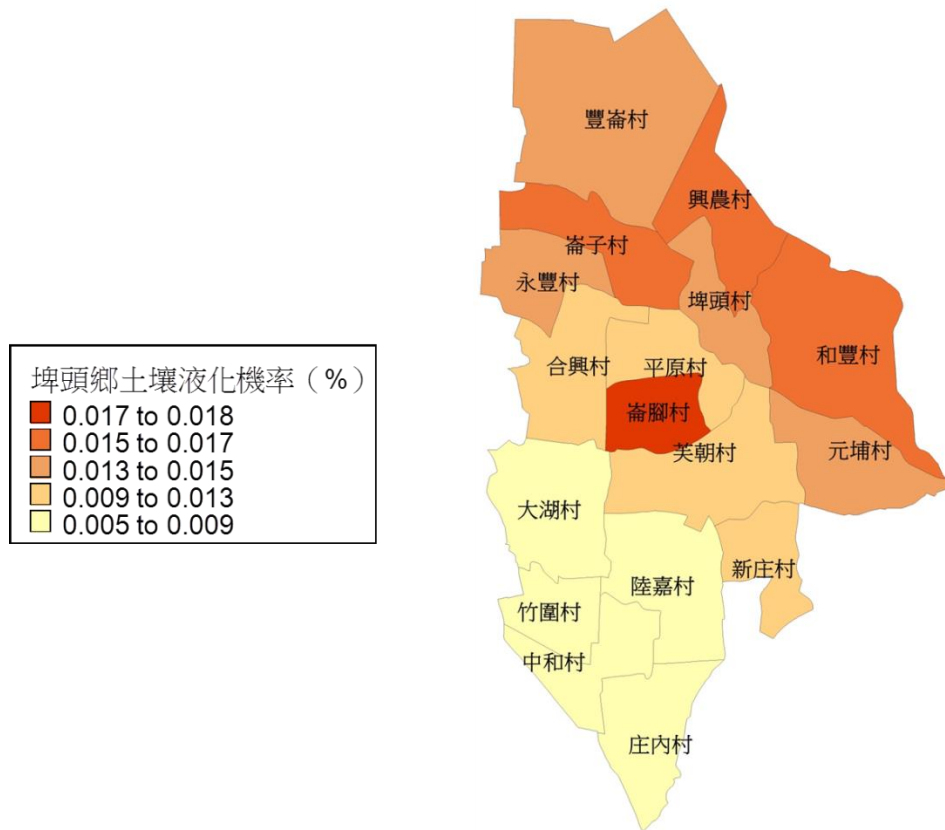 豐崙村
興農村
崙子村
永豐村
埤頭村
和豐村
合興村
平原村
崙腳村
芙朝村
元埔村
大湖村
新庄村
陸嘉村
竹圍村
中和村
庄內村
埤頭鄉土壤液化機率（%）
0.017 to 0.018
0.015 to 0.017
0.013 to 0.015
0.009 to 0.013
0.005 to 0.009